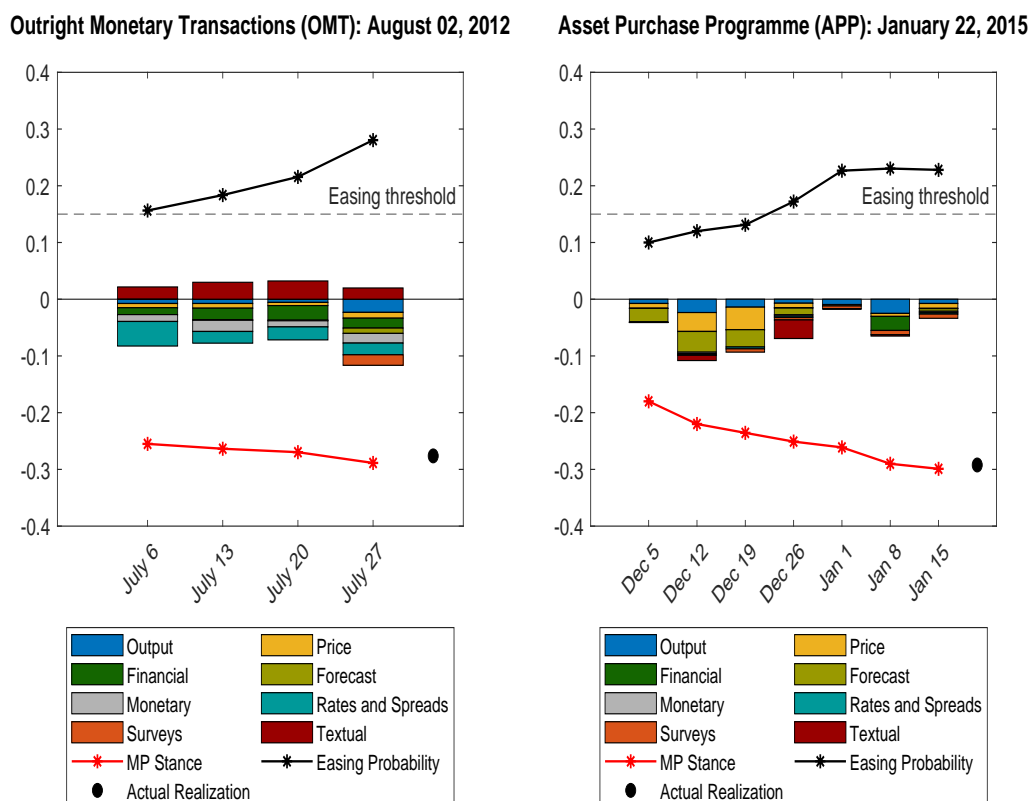 Outright Monetary Transactions (OMT): August 02, 2012
0.4
0.3
0.2
0.1
0
-0.1
-0.2
-0.3
-0.4
Easing threshold
July 6
July 13
July 20
July 27
Output
Price
Financial
Forecast
Monetary
Rates and Spreads
Surveys
Textual
MP Stance
Easing Probability
Actual Realization
Asset Purchase Programme (APP): January 22, 2015
0.4
0.3
0.2
0.1
0
-0.1
-0.2
-0.3
-0.4
Easing threshold
Dec 5
Dec 12
Dec 19
Dec 26
Jan 1
Jan 8
Jan 15
Output
Price
Financial
Forecast
Monetary
Rates and Spreads
Surveys
Textual
MP Stance
Easing Probability
Actual Realization